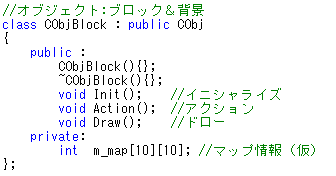 //オブジェクト:ブロック&背景
class CObjBlock : public CObj
{
    public :
        CObjBlock(){};
        ~CObjBlock(){};
        void Init();    //イニシャライズ
        void Action();  //アクション
        void Draw();    //ドロー
    private:
        int  m_map[10][10]; //マップ情報(仮)
};